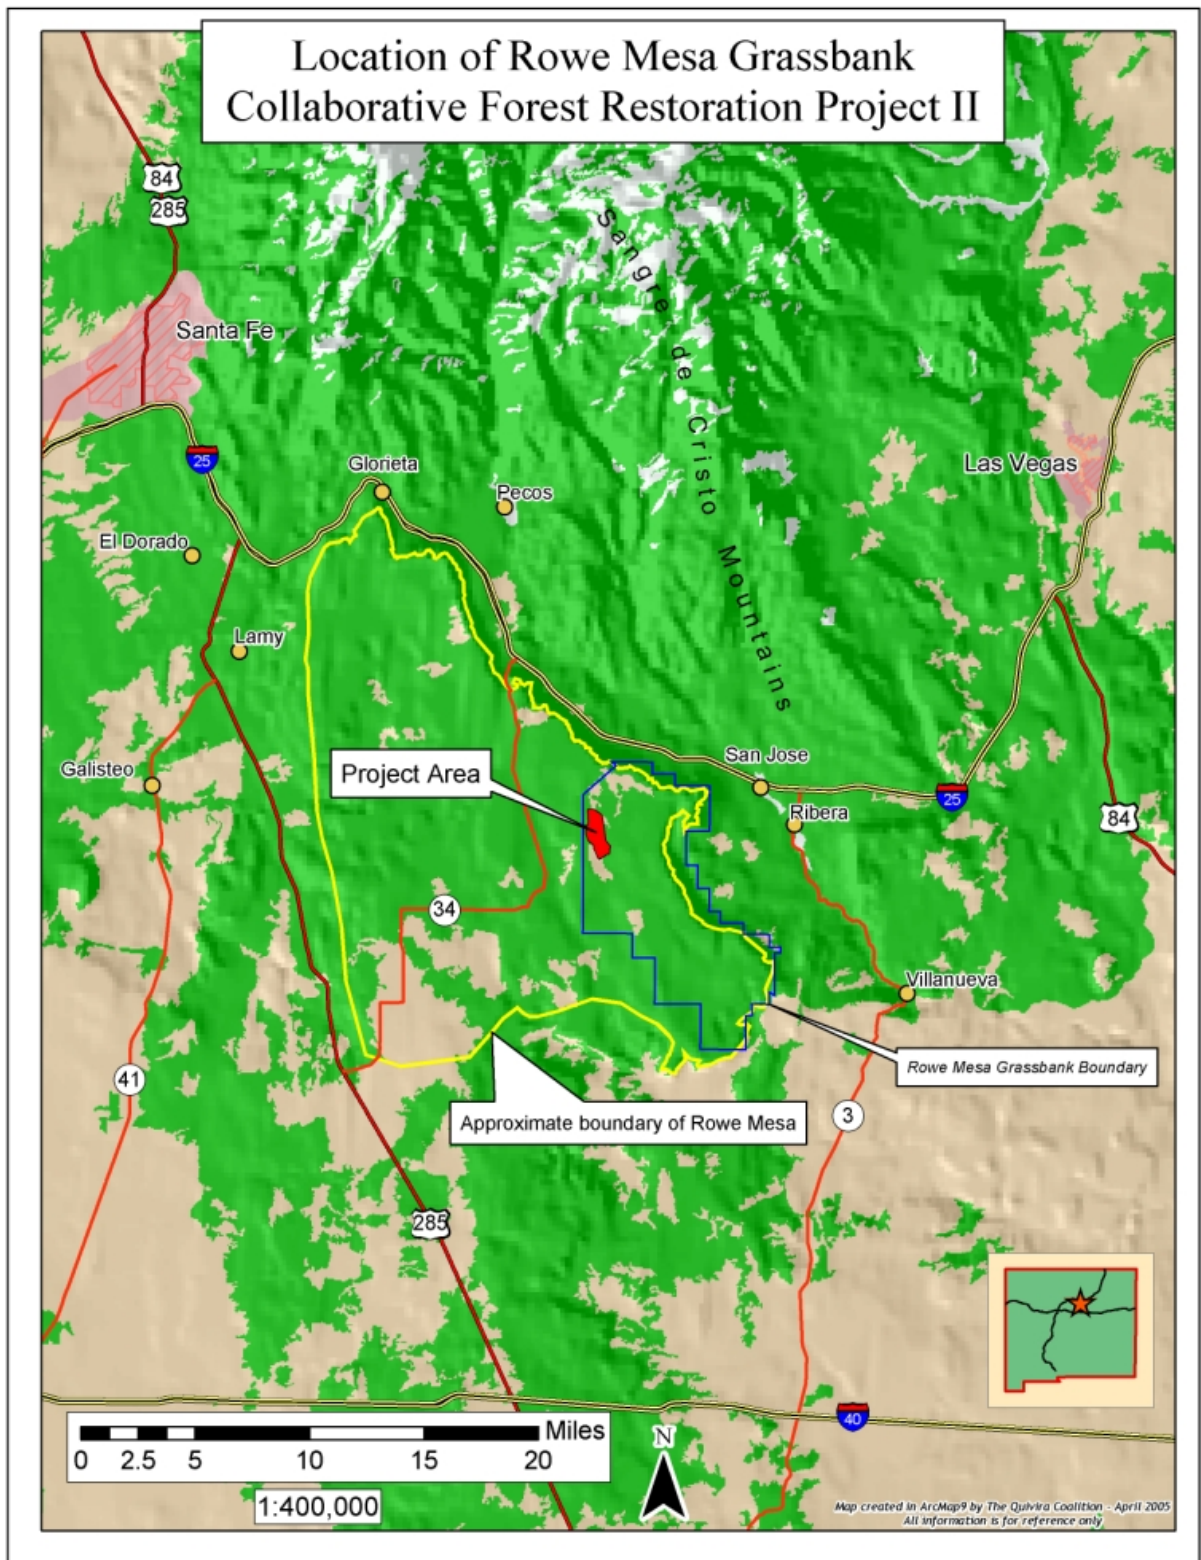 Location of Rowe Mesa Grassbank
Collaborative Forest Restoration Project II
84
285
Sangre de Cristo Mountains
Santa Fe
25
Glorieta
Las Vegas
Pecos
El Dorado
Lamy
Project Area
San Jose
Galisteo
25
Ribera
84
34
Villanueva
Rowe Mesa Grassbank Boundary
41
Approximate boundary of Rowe Mesa
3
285
40
Miles
0 2.5 5 10 15 20
N
1:400,000
Map created in ArcMap9 by The Quivira Coalition - April 2005
All information is for reference only